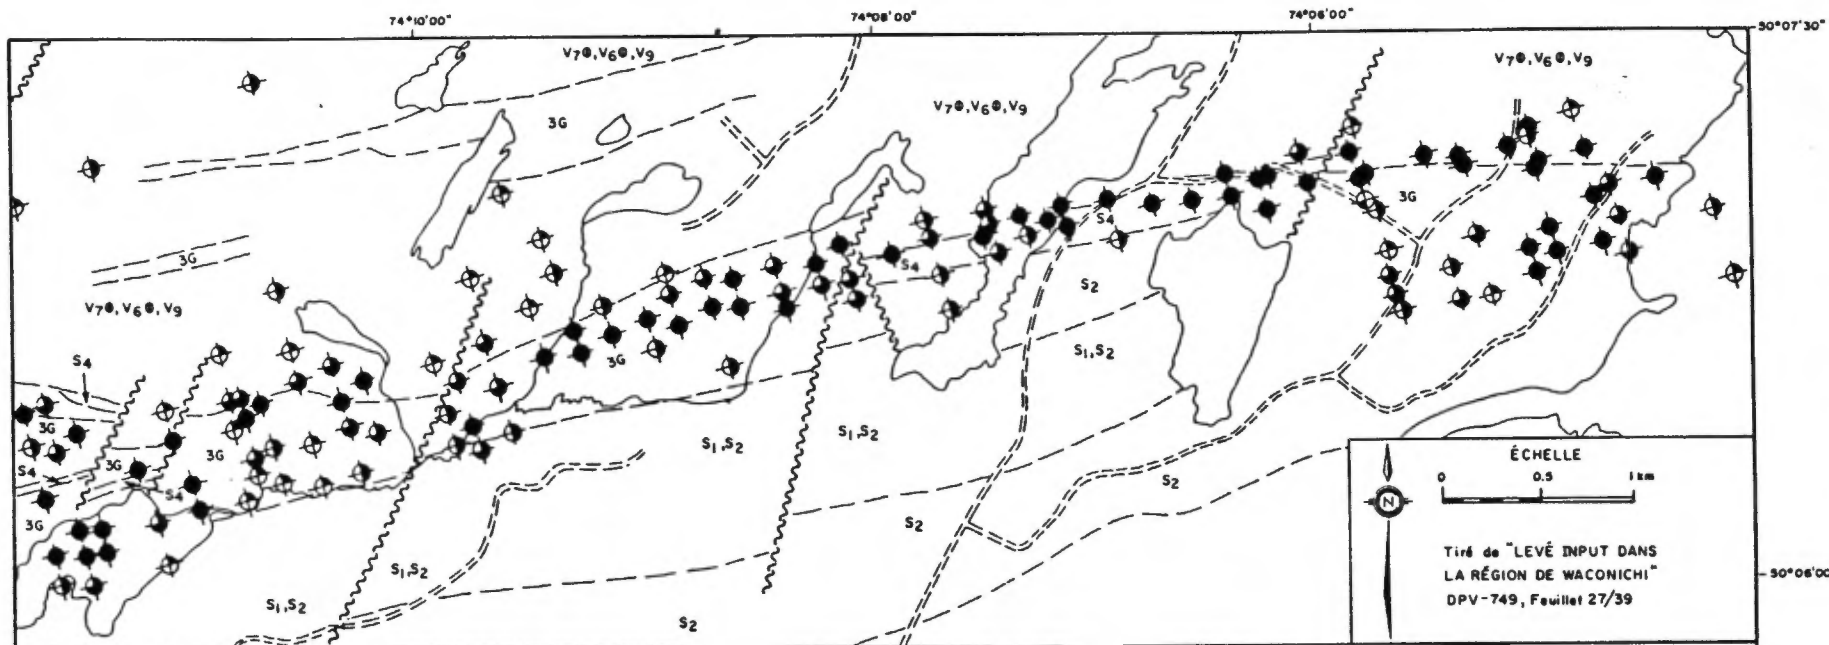 74°10'00"
74°08'00"
74°06'00"
50°07'30"
V₇⊕, V₆⊕, V₉
V₇⊕, V₆⊕, V₉
3G
V₇⊕, V₆⊕, V₉
3G
S₄
3G
S₄
S₂
V₇⊕, V₆⊕, V₉
S₄
3G
S₁, S₂
3G
3G
S₁, S₂
S₁, S₂
ÉCHELLE
S₄
3G
S₂
0 0.5 1 km
S₄
N
3G
S₂
Tiré de "LEVÉ INPUT DANS
LA RÉGION DE WACONICHI"
DPV-749, Feuillet 27/39
S₁, S₂
50°06'00"
S₁, S₂
S₂